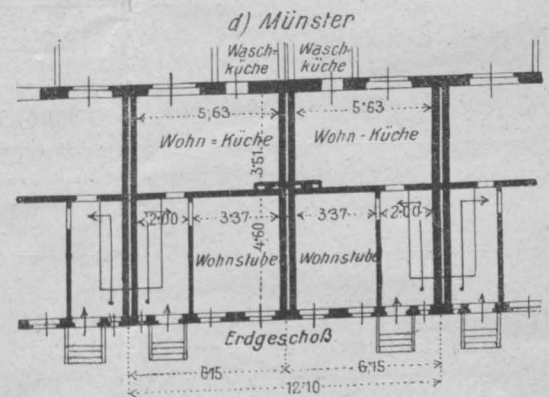 d) Münster
Wasch-
küche
Wasch-
küche
5,63
5,63
Wohn=Küche
Wohn-Küche
3·51
2·00
3·37
3·37
2·00
4·60
Wohnstube
Wohnstube
Erdgeschoß
6·15
6,15
12·10